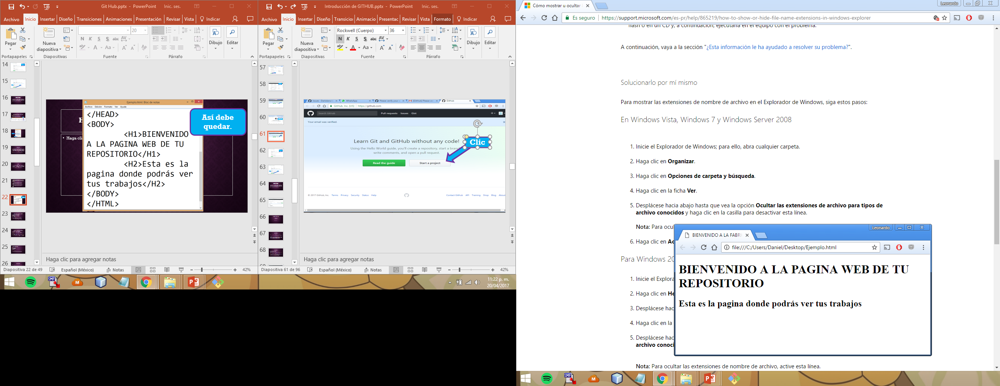 Git Hub.pptx - PowerPoint
Inic. ses.
Archivo Inicio Insertar Diseño Transiciones Animaciones Presentación Revisar Vista Indicar
20
Pegar
Nueva diapositiva
Dibujo
Editar
N K S S abc AV
Aa
Portapapeles Diapositivas Fuente Párrafo
14
15
16
17
18
19
20
21
22
23
24
25
26
Ejemplo.html: Bloc de notas
Archivo Edición Formato Ver Ayuda
</HEAD>
<BODY>
<H1>BIENVENIDO
A LA PAGINA WEB DE TU
REPOSITORIO</H1>
<H2>Esta es la
pagina donde podrás ver
tus trabajos</H2>
</BODY>
</HTML>
Así debe
quedar.
• Haga cli
Haga clic para agregar notas
Diapositiva 22 de 49 Español (México) Notas 42%
Introducción de GITHUB.pptx - PowerPoint
Inic. ses.
Archivo Inicio Insertar Diseño Transicion Animacio Presentac Revisar Vista Formato Indicar
Rockwell (Cuerpo) 36
Pegar
Nueva diapositiva
Dibujo
Editar
N K S S abc AV
Aa
Portapapeles Diapositivas Fuente Párrafo
57
58
59
60
61
62
63
64
65
66
67
68
WhatsApp
Please verify your
GitHub
GitHub, Inc. [US] https://github.com
Search GitHub
Pull requests Issues Gist
Your email was verified.
Learn Git and GitHub without any code!
Using the Hello World guide, you'll create a repository, start a branch
write comments, and open a pull request.
Read the guide
Start a project
Clic
© 2017 GitHub, Inc. Terms Privacy Security Status Help
Contact GitHub API Training Shop Blog About
Haga clic para agregar notas
Diapositiva 61 de 96 Español (México) Notas 42%
11:22 p. m.
20/04/2017
Cómo mostrar u ocultar
Leonardo
Es seguro https://support.microsoft.com/es-pr/help/865219/how-to-show-or-hide-file-name-extensions-in-windows-explorer
flash o en un CD y, a continuación, ejecutarla en el equipo con el problema.
A continuación, vaya a la sección "¿Esta información le ha ayudado a resolver su problema?".
Solucionarlo por mí mismo
Para mostrar las extensiones de nombre de archivo en el Explorador de Windows, siga estos pasos:
En Windows Vista, Windows 7 y Windows Server 2008
1. Inicie el Explorador de Windows; para ello, abra cualquier carpeta.
2. Haga clic en Organizar.
3. Haga clic en Opciones de carpeta y búsqueda.
4. Haga clic en la ficha Ver.
5. Desplácese hacia abajo hasta que vea la opción Ocultar las extensiones de archivo para tipos de
archivo conocidos y haga clic en la casilla para desactivar esta línea.
Nota: Para ocu
6. Haga clic en Ac
Para Windows 20
1. Inicie el Explora
2. Haga clic en He
3. Desplácese hac
4. Haga clic en la
5. Desplácese hac
archivo conoci
Nota: Para ocultar las extensiones de nombre de archivo, active esta línea.
Leonardo
BIENVENIDO A LA FABRI
file:///C:/Users/Daniel/Desktop/Ejemplo.html
BIENVENIDO A LA PAGINA WEB DE TU
REPOSITORIO
Esta es la pagina donde podrás ver tus trabajos